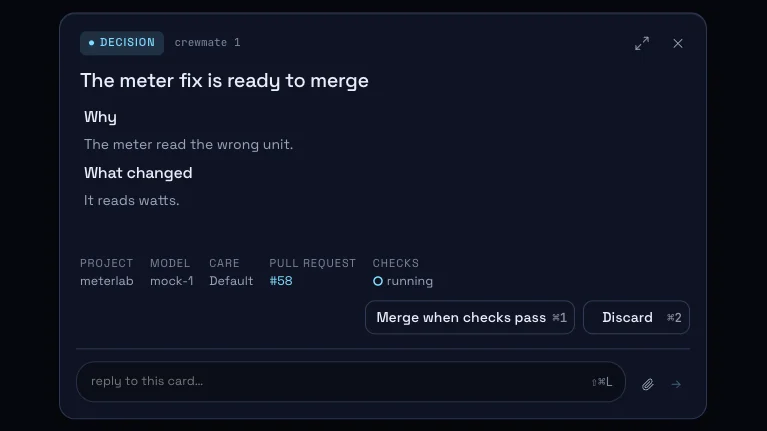 DECISION crewmate 1
The meter fix is ready to merge
Why
The meter read the wrong unit.
What changed
It reads watts.
PROJECT MODEL CARE PULL REQUEST CHECKS
meterlab mock-1 Default #58 running
Merge when checks pass ⌘1 Discard ⌘2
reply to this card… ⇧⌘L